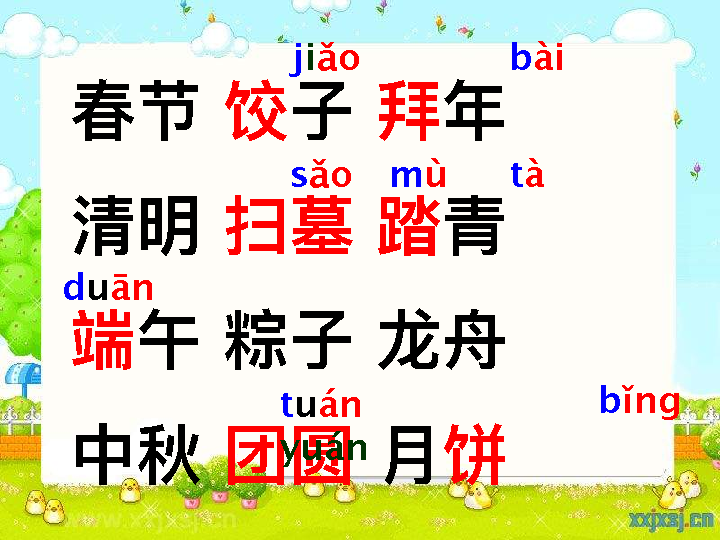 jiǎo bài
春节 饺子 拜年
sǎo mù tà
清明 扫墓 踏青
duān
端午 粽子 龙舟
tuán bǐng
yuán
中秋 团圆 月饼
www.xxjxsj.cn
xxjxsj.cn